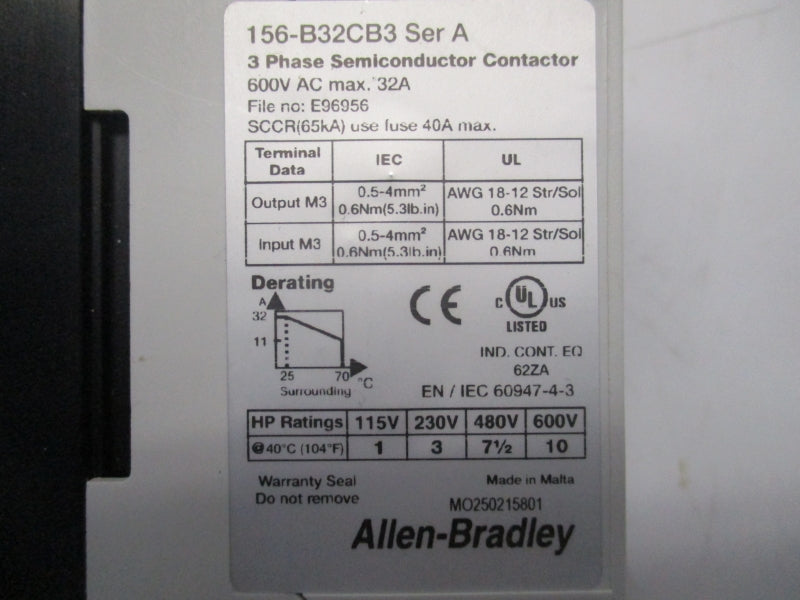 156-B32CB3 Ser A
3 Phase Semiconductor Contactor
600V AC max. 32A
File no: E96956
SCCR(65kA) use fuse 40A max.
Terminal Data IEC UL
Output M3 0.5-4mm² 0.6Nm(5.3lb.in) AWG 18-12 Str/Sol 0.6Nm
Input M3 0.5-4mm² 0.6Nm(5.3lb.in) AWG 18-12 Str/Sol 0.6Nm
Derating
A
32
11
25 70 °C
Surrounding
CE
C UL US
LISTED
IND. CONT. EQ
62ZA
EN / IEC 60947-4-3
HP Ratings 115V 230V 480V 600V
@40°C (104°F) 1 3 7½ 10
Warranty Seal
Do not remove
Made in Malta
MO250215801
Allen-Bradley